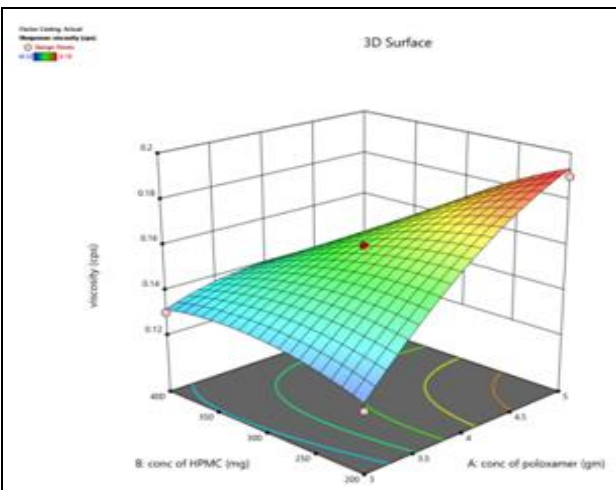 Factor Coding: Actual
3D Surface
Design Points
0.2
0.18
0.16
0.14
0.12
viscosity (cps)
400
350
300
250
200
3
3.5
4
4.5
5
B: conc of HPMC (mg)
A: conc of poloxamer (gm)